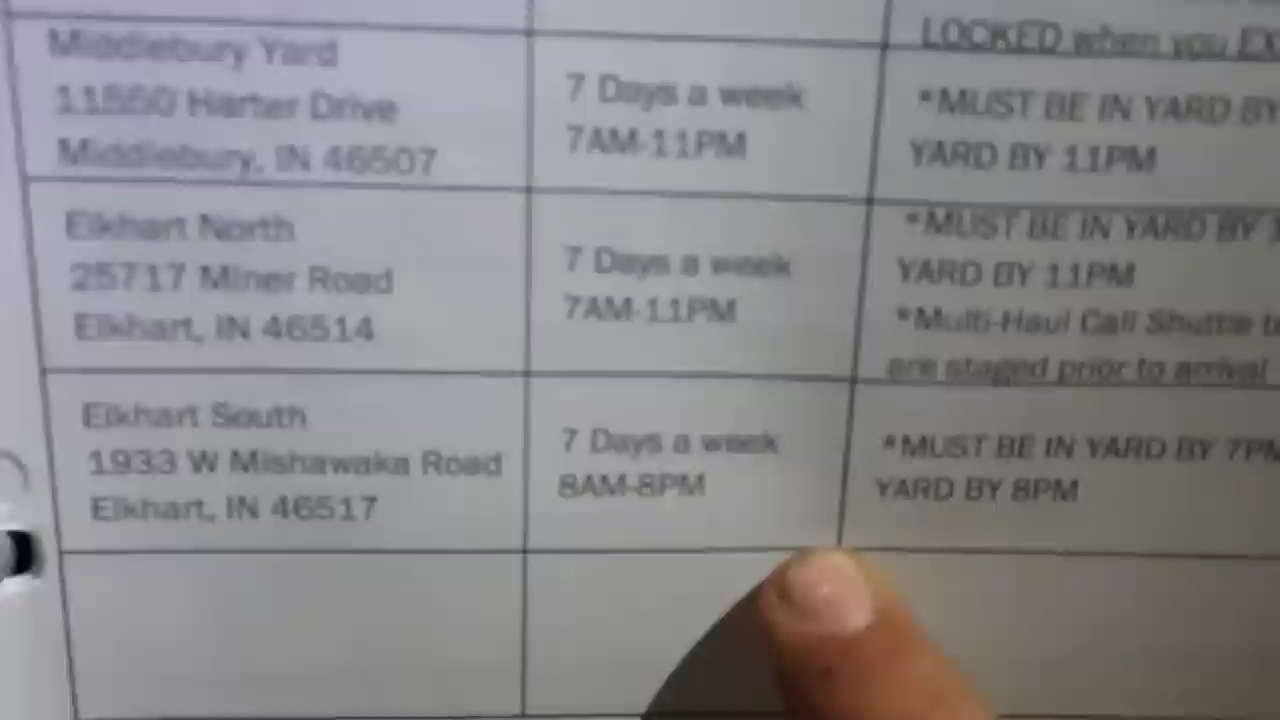 LOCKED when you
Middlebury Yard
11550 Harter Drive
Middlebury, IN 46507
7 Days a week
7AM-11PM
*MUST BE IN YARD BY
YARD BY 11PM
Elkhart North
25717 Miner Road
Elkhart, IN 46514
7 Days a week
7AM-11PM
*MUST BE IN YARD BY
YARD BY 11PM
*Multi-Haul Call Shuttle
are staged prior to arrival
Elkhart South
1933 W Mishawaka Road
Elkhart, IN 46517
7 Days a week
8AM-8PM
*MUST BE IN YARD BY 7PM
YARD BY 8PM